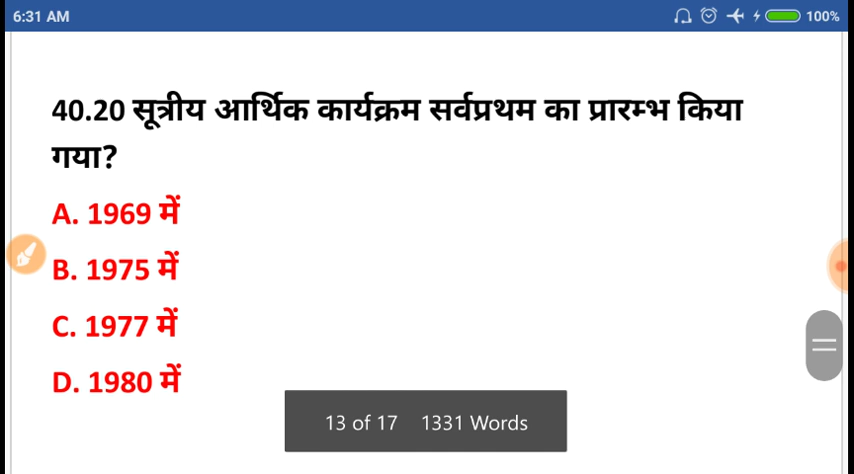 6:31 AM 100%
40.20 सूत्रीय आर्थिक कार्यक्रम सर्वप्रथम का प्रारम्भ किया
गया?
A. 1969 में
B. 1975 में
C. 1977 में
D. 1980 में
13 of 17 1331 Words